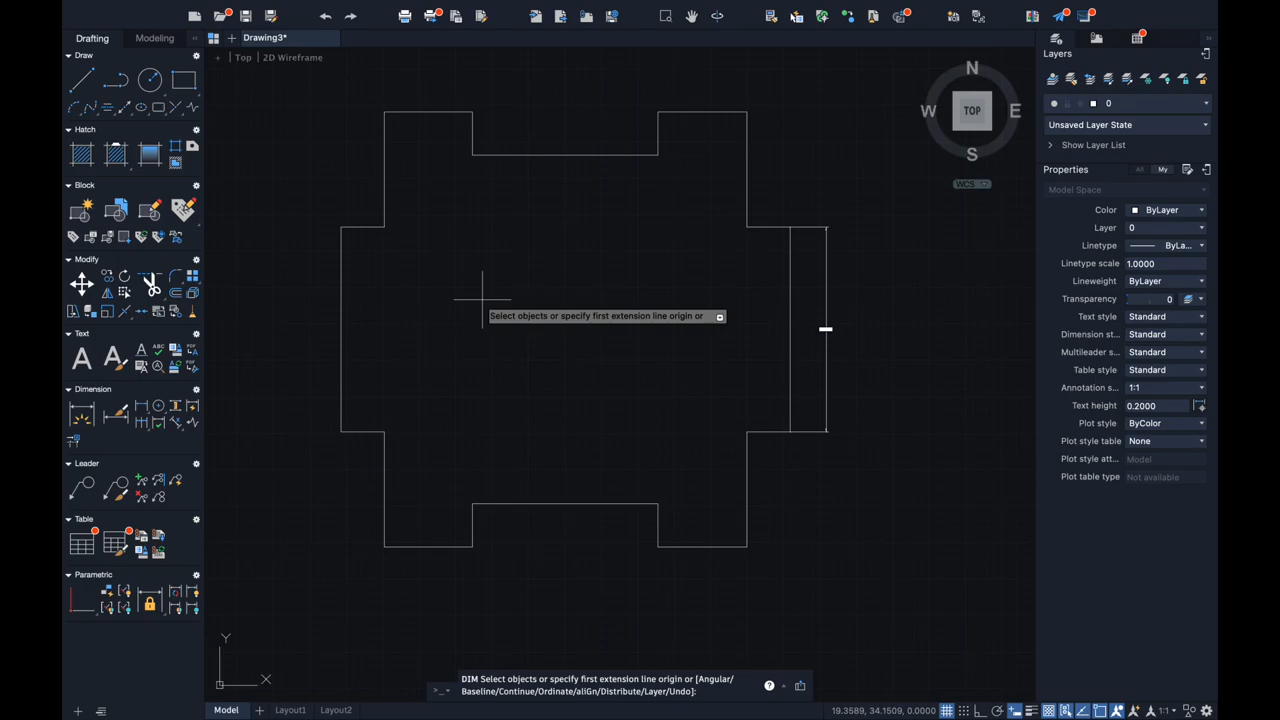 Drafting
Modeling
Drawing3*
Draw
+ | Top | 2D Wireframe
Hatch
Block
Modify
Text
Dimension
Leader
Table
Parametric
N
W
TOP
E
S
WCS
Select objects or specify first extension line origin or
Y
X
DIM Select objects or specify first extension line origin or [Angular/
Baseline/Continue/Ordinate/aliGn/Distribute/Layer/Undo]:
Model
Layout1
Layout2
19.3589, 34.1509, 0.0000
1:1
Layers
0
Unsaved Layer State
Show Layer List
Properties
All
My
Model Space
Color ByLayer
Layer 0
Linetype ByLa...
Linetype scale 1.0000
Lineweight ByLayer
Transparency 0
Text style Standard
Dimension st... Standard
Multileader s... Standard
Table style Standard
Annotation s... 1:1
Text height 0.2000
Plot style ByColor
Plot style table None
Plot style att... Model
Plot table type Not available